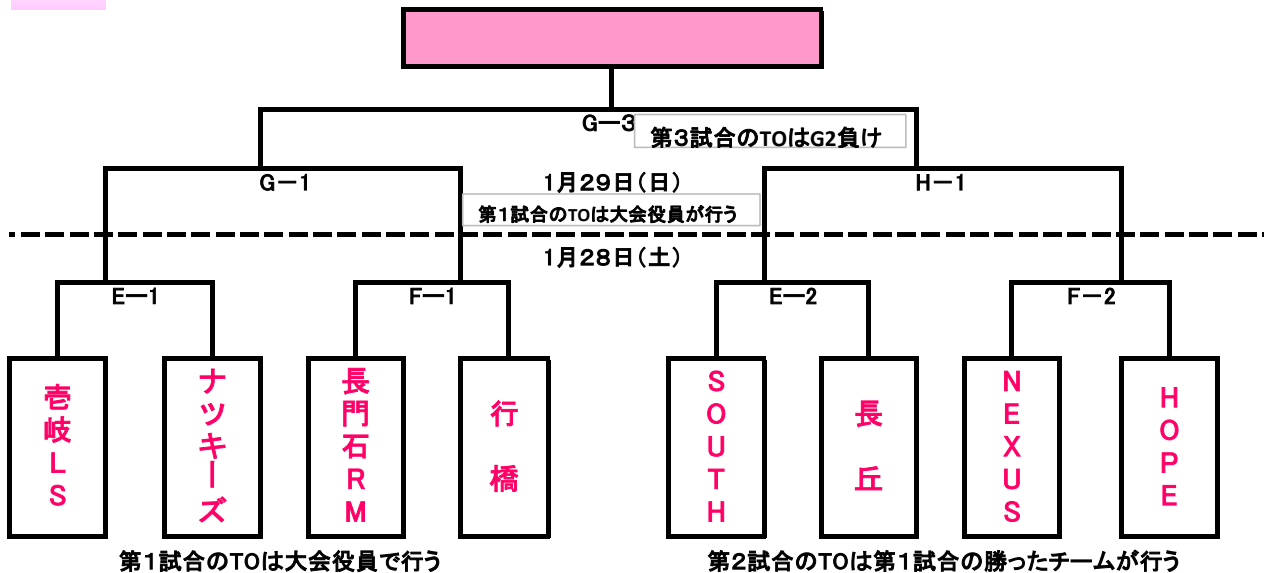 G－3
第3試合のTOはG2負け
G－1
1月29日（日）
H－1
第1試合のTOは大会役員が行う
1月28日（土）
E－1
F－1
E－2
F－2
壱岐LS
ナツキーズ
長門石RM
行橋
SOUTH
長丘
NEXUS
HOPE
第1試合のTOは大会役員で行う
第2試合のTOは第1試合の勝ったチームが行う